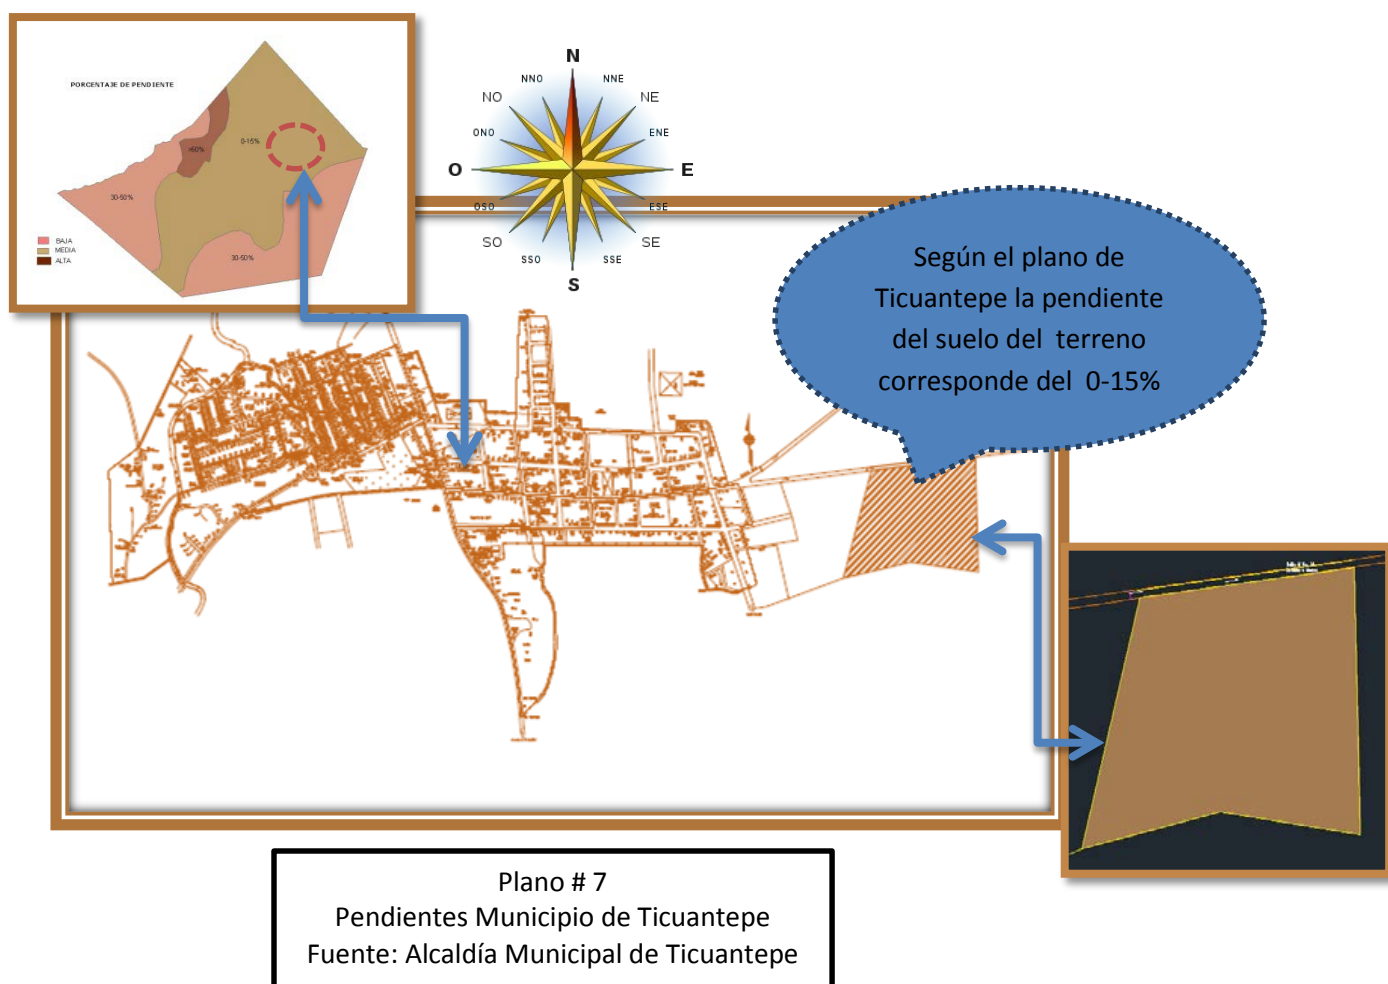 PORCENTAJE DE PENDIENTE
>60%
0-15%
30-50%
30-50%
BAJA
MEDIA
ALTA
N
NNO
NNE
NO
NE
ONO
ENE
O
E
OSO
ESE
SO
SE
SSO
SSE
S
Según el plano de
Ticuantepe la pendiente
del suelo del terreno
corresponde del 0-15%
Plano # 7
Pendientes Municipio de Ticuantepe
Fuente: Alcaldía Municipal de Ticuantepe